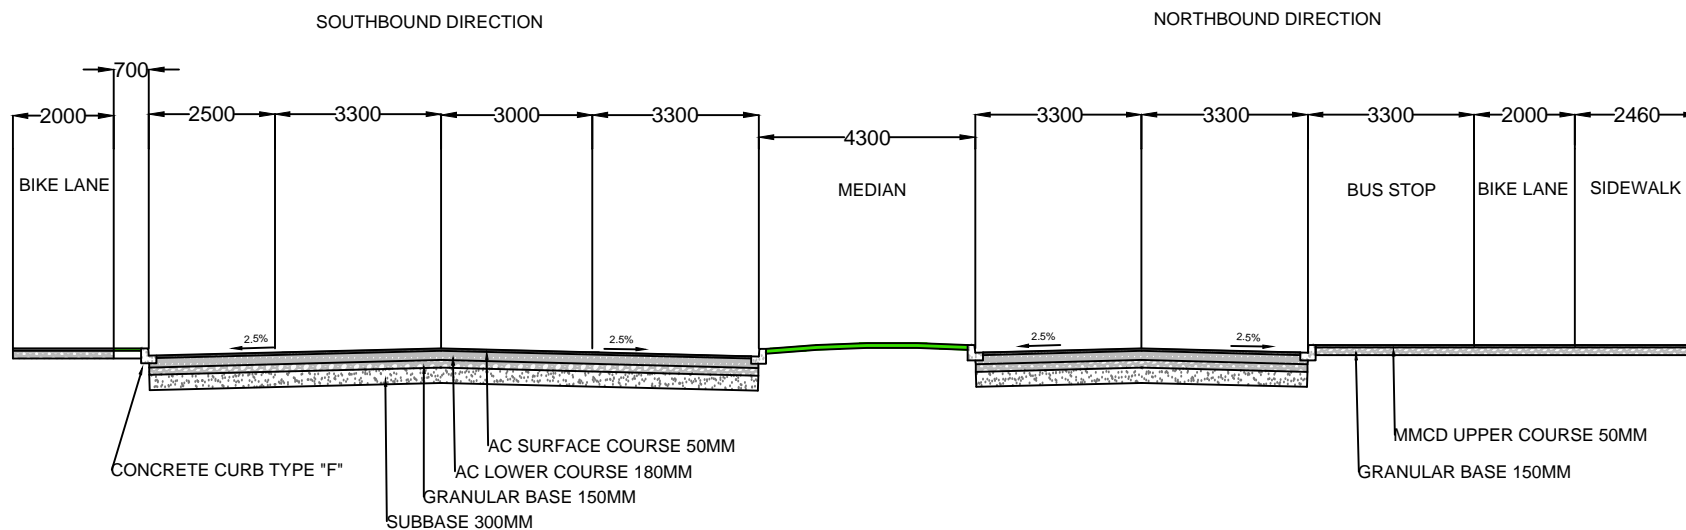 SOUTHBOUND DIRECTION
NORTHBOUND DIRECTION
700
2000
2500
3300
3000
3300
4300
3300
3300
3300
2000
2460
BIKE LANE
MEDIAN
BUS STOP
BIKE LANE
SIDEWALK
2.5%
2.5%
2.5%
2.5%
AC SURFACE COURSE 50MM
MMCD UPPER COURSE 50MM
CONCRETE CURB TYPE "F"
AC LOWER COURSE 180MM
GRANULAR BASE 150MM
GRANULAR BASE 150MM
SUBBASE 300MM